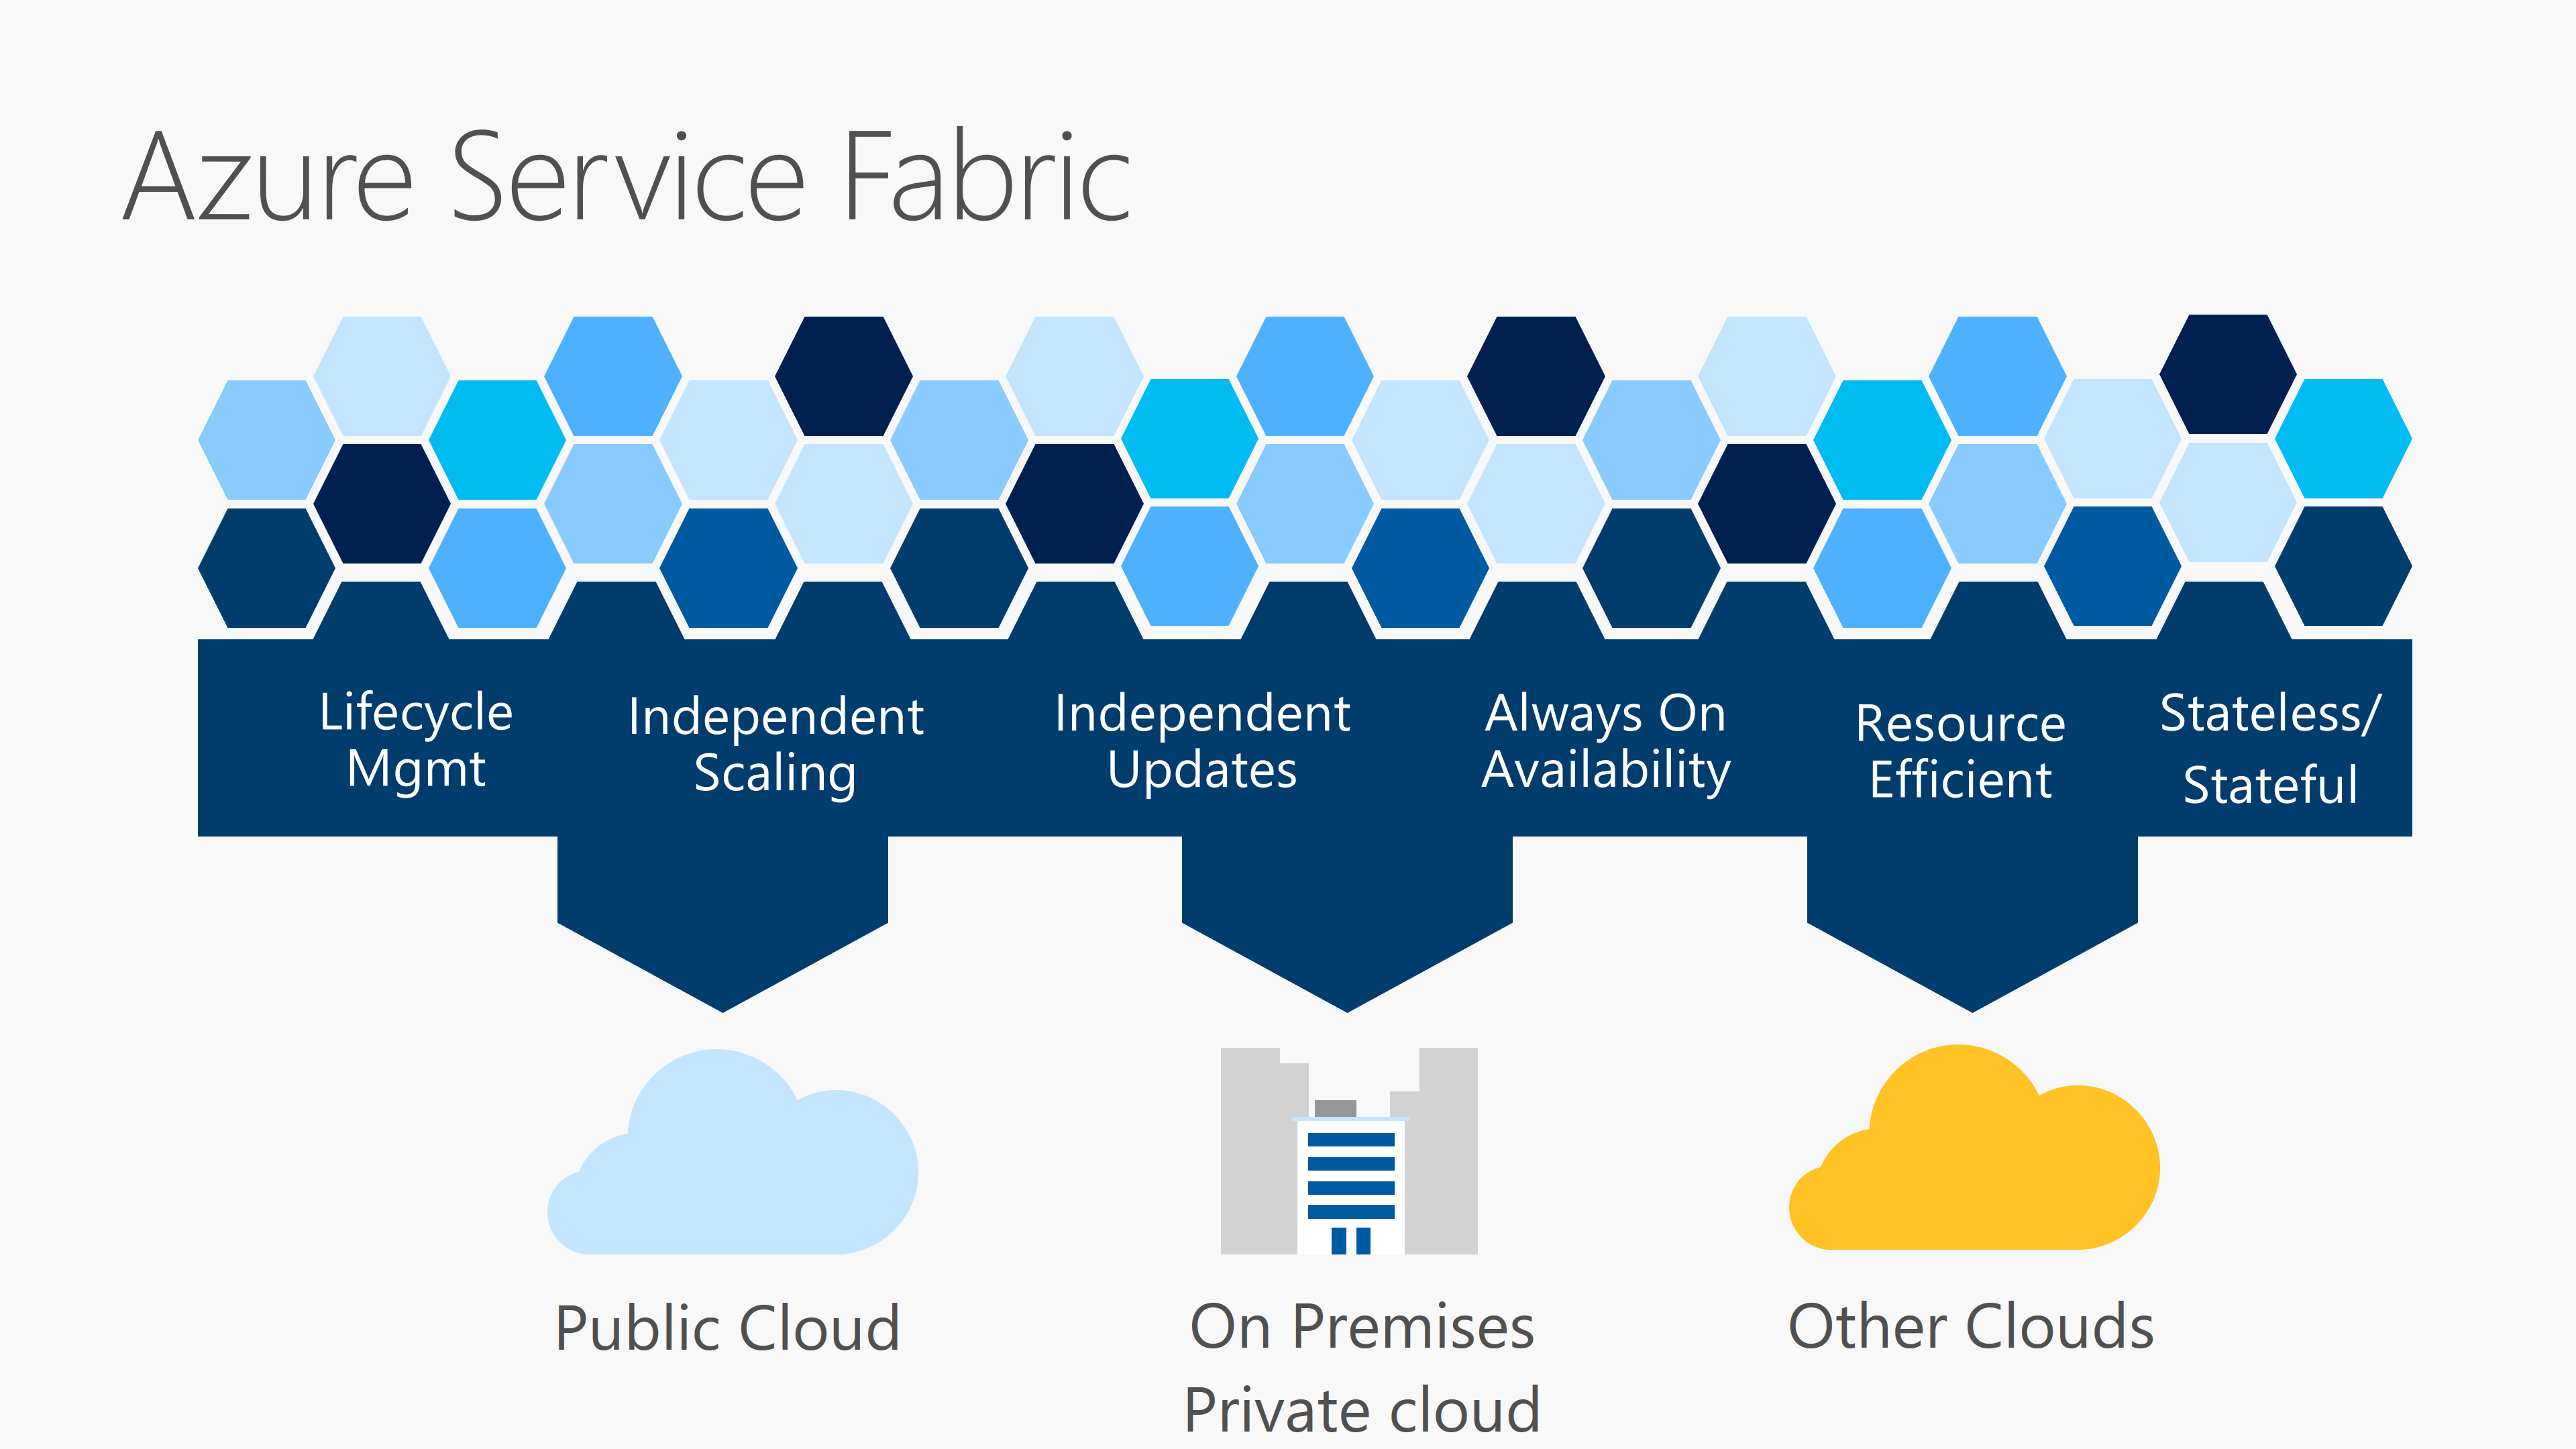 Azure Service Fabric
Lifecycle
Mgmt
Independent
Scaling
Independent
Updates
Always On
Availability
Resource
Efficient
Stateless/
Stateful
Public Cloud
On Premises
Private cloud
Other Clouds